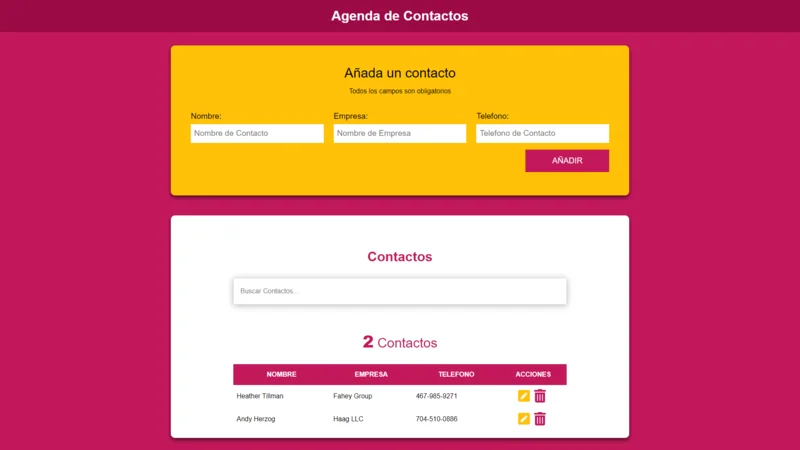 Agenda de Contactos
Añada un contacto
Todos los campos son obligatorios
Nombre: Empresa: Telefono:
Nombre de Contacto Nombre de Empresa Telefono de Contacto
AÑADIR
Contactos
Buscar Contactos...
2 Contactos
NOMBRE EMPRESA TELEFONO ACCIONES
Heather Tillman Fahey Group 467-985-9271
Andy Herzog Haag LLC 704-510-0886